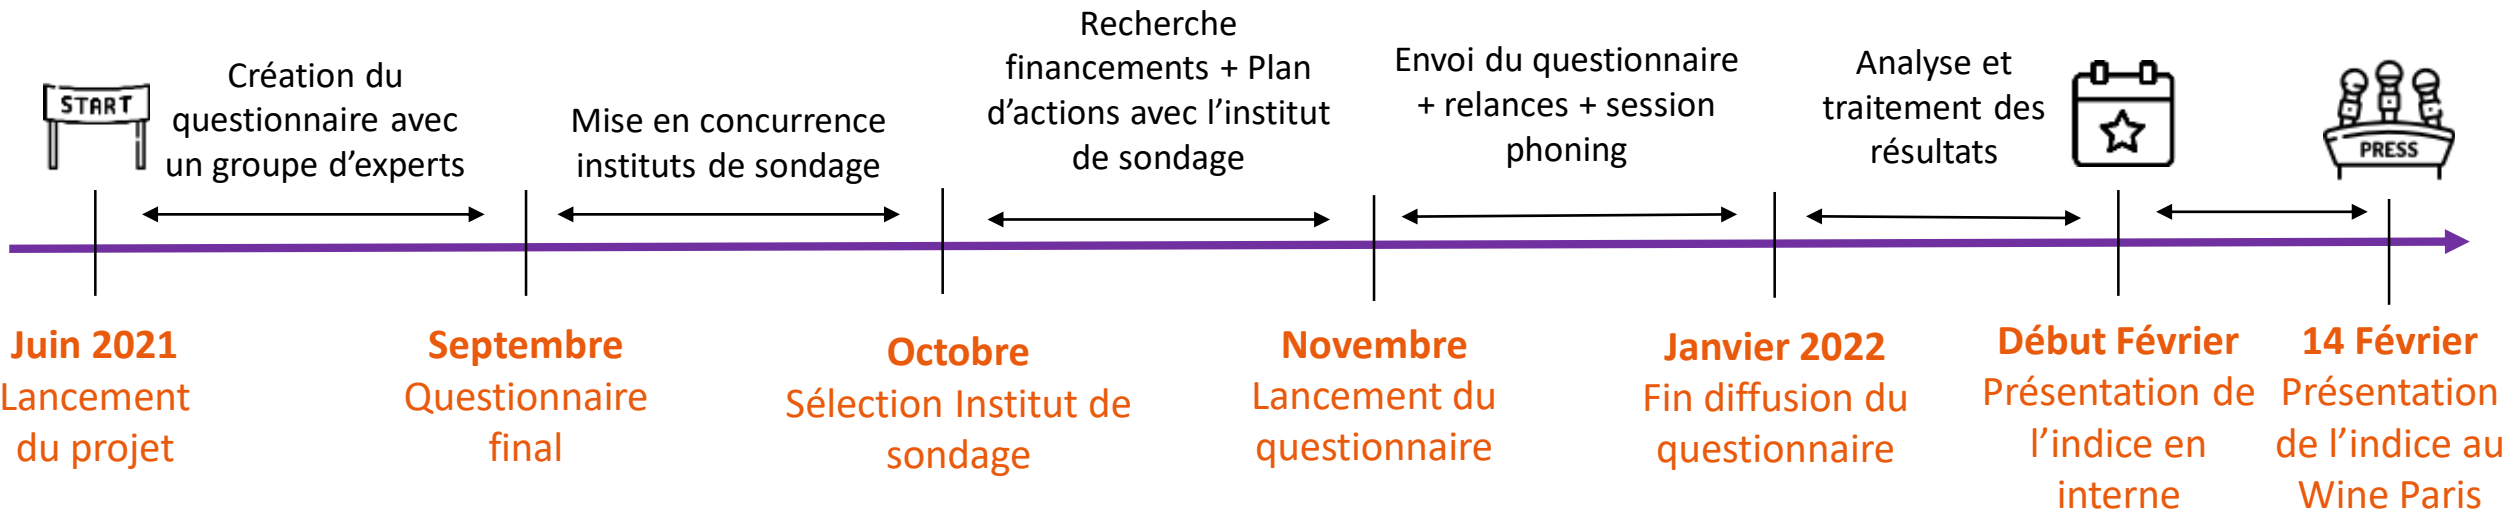 START
Création du
questionnaire avec
un groupe d’experts
Mise en concurrence
instituts de sondage
Recherche
financements + Plan
d’actions avec l’institut
de sondage
Envoi du questionnaire
+ relances + session
phoning
Analyse et
traitement des
résultats
PRESS
Juin 2021
Lancement
du projet
Septembre
Questionnaire
final
Octobre
Sélection Institut de
sondage
Novembre
Lancement du
questionnaire
Janvier 2022
Fin diffusion du
questionnaire
Début Février
Présentation de
l’indice en
interne
14 Février
Présentation
de l’indice au
Wine Paris